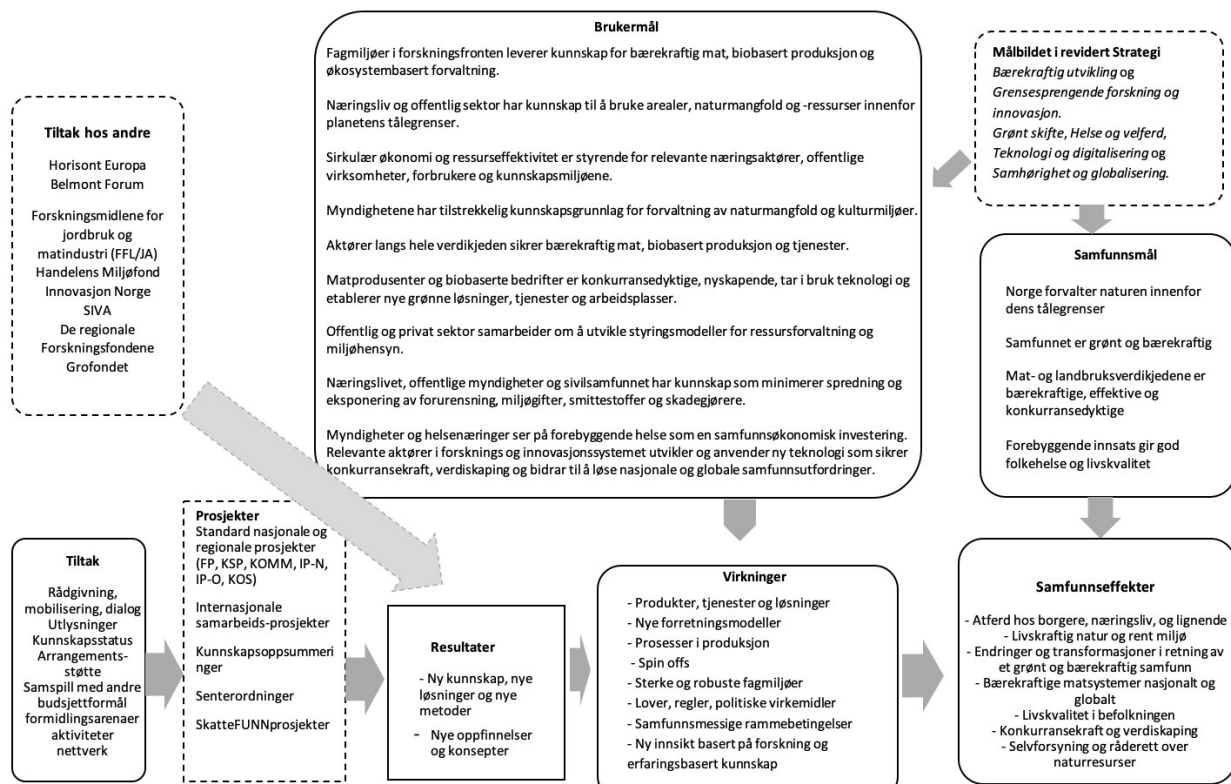 Brukermål
Fagmiljøer i forskningsfronten leverer kunnskap for bærekraftig mat, biobasert produksjon og
økosystembasert forvaltning.
Næringsliv og offentlig sektor har kunnskap til å bruke arealer, naturmangfold og -ressurser innenfor
planetens tålegrenser.
Sirkulær økonomi og ressurseffektivitet er styrende for relevante næringsaktører, offentlige
virksomheter, forbrukere og kunnskapsmiljøene.
Myndighetene har tilstrekkelig kunnskapsgrunnlag for forvaltning av naturmangfold og kulturmiljøer.
Aktører langs hele verdikjeden sikrer bærekraftig mat, biobasert produksjon og tjenester.
Matprodusenter og biobaserte bedrifter er konkurransedyktige, nyskapende, tar i bruk teknologi og
etablerer nye grønne løsninger, tjenester og arbeidsplasser.
Offentlig og privat sektor samarbeider om å utvikle styringsmodeller for ressursforvaltning og
miljøhensyn.
Næringslivet, offentlige myndigheter og sivilsamfunnet har kunnskap som minimerer spredning og
eksponering av forurensning, miljøgifter, smittestoffer og skadegjørere.
Myndigheter og helsenæringer ser på forebyggende helse som en samfunnsøkonomisk investering.
Relevante aktører i forsknings og innovasjonssystemet utvikler og anvender ny teknologi som sikrer
konkurransekraft, verdiskaping og bidrar til å løse nasjonale og globale samfunnsutfordringer.
Målbildet i revidert Strategi
Bærekraftig utvikling og
Grensesprengende forskning og
innovasjon.
Grønt skifte, Helse og velferd,
Teknologi og digitalisering og
Samhørighet og globalisering.
Tiltak hos andre
Horisont Europa
Belmont Forum
Forskningsmidlene for
jordbruk og
matindustri (FFL/JA)
Handelens Miljøfond
Innovasjon Norge
SIVA
De regionale
Forskningsfondene
Grofondet
Samfunnsmål
Norge forvalter naturen innenfor
dens tålegrenser
Samfunnet er grønt og bærekraftig
Mat- og landbruksverdikjedene er
bærekraftige, effektive og
konkurransedyktige
Forebyggende innsats gir god
folkehelse og livskvalitet
Tiltak
Rådgivning,
mobilisering, dialog
Utlysninger
Kunnskapsstatus
Arrangements-
støtte
Samspill med andre
budsjettformål
formidlingsarenaer
aktiviteter
nettverk
Prosjekter
Standard nasjonale og
regionale prosjekter
(FP, KSP, KOMM, IP-N,
IP-O, KOS)
Internasjonale
samarbeids-prosjekter
Kunnskapsoppsummeri
nger
Senterordninger
SkatteFUNNprosjekter
Resultater
- Ny kunnskap, nye
løsninger og nye
metoder
- Nye oppfinnelser
og konsepter
Virkninger
- Produkter, tjenester og løsninger
- Nye forretningsmodeller
- Prosesser i produksjon
- Spin offs
- Sterke og robuste fagmiljøer
- Lover, regler, politiske virkemidler
- Samfunnsmessige rammebetingelser
- Ny innsikt basert på forskning og
erfaringsbasert kunnskap
Samfunnseffekter
- Atferd hos borgere, næringsliv, og lignende
- Livskraftig natur og rent miljø
- Endringer og transformasjoner i retning av
et grønt og bærekraftig samfunn
- Bærekraftige matsystemer nasjonalt og
globalt
- Livskvalitet i befolkningen
- Konkurransekraft og verdiskaping
- Selvforsyning og råderett over
naturresurser